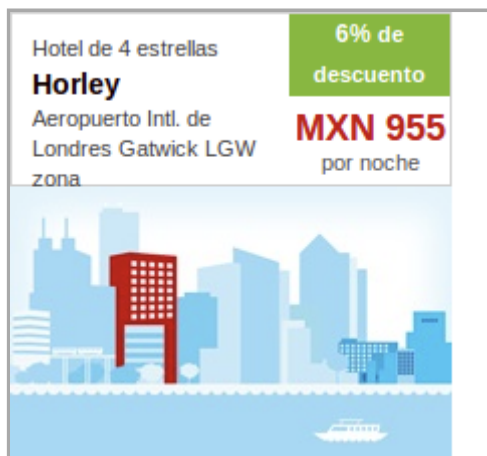 Hotel de 4 estrellas
Horley
Aeropuerto Intl. de
Londres Gatwick LGW
zona
6% de
descuento
MXN 955
por noche